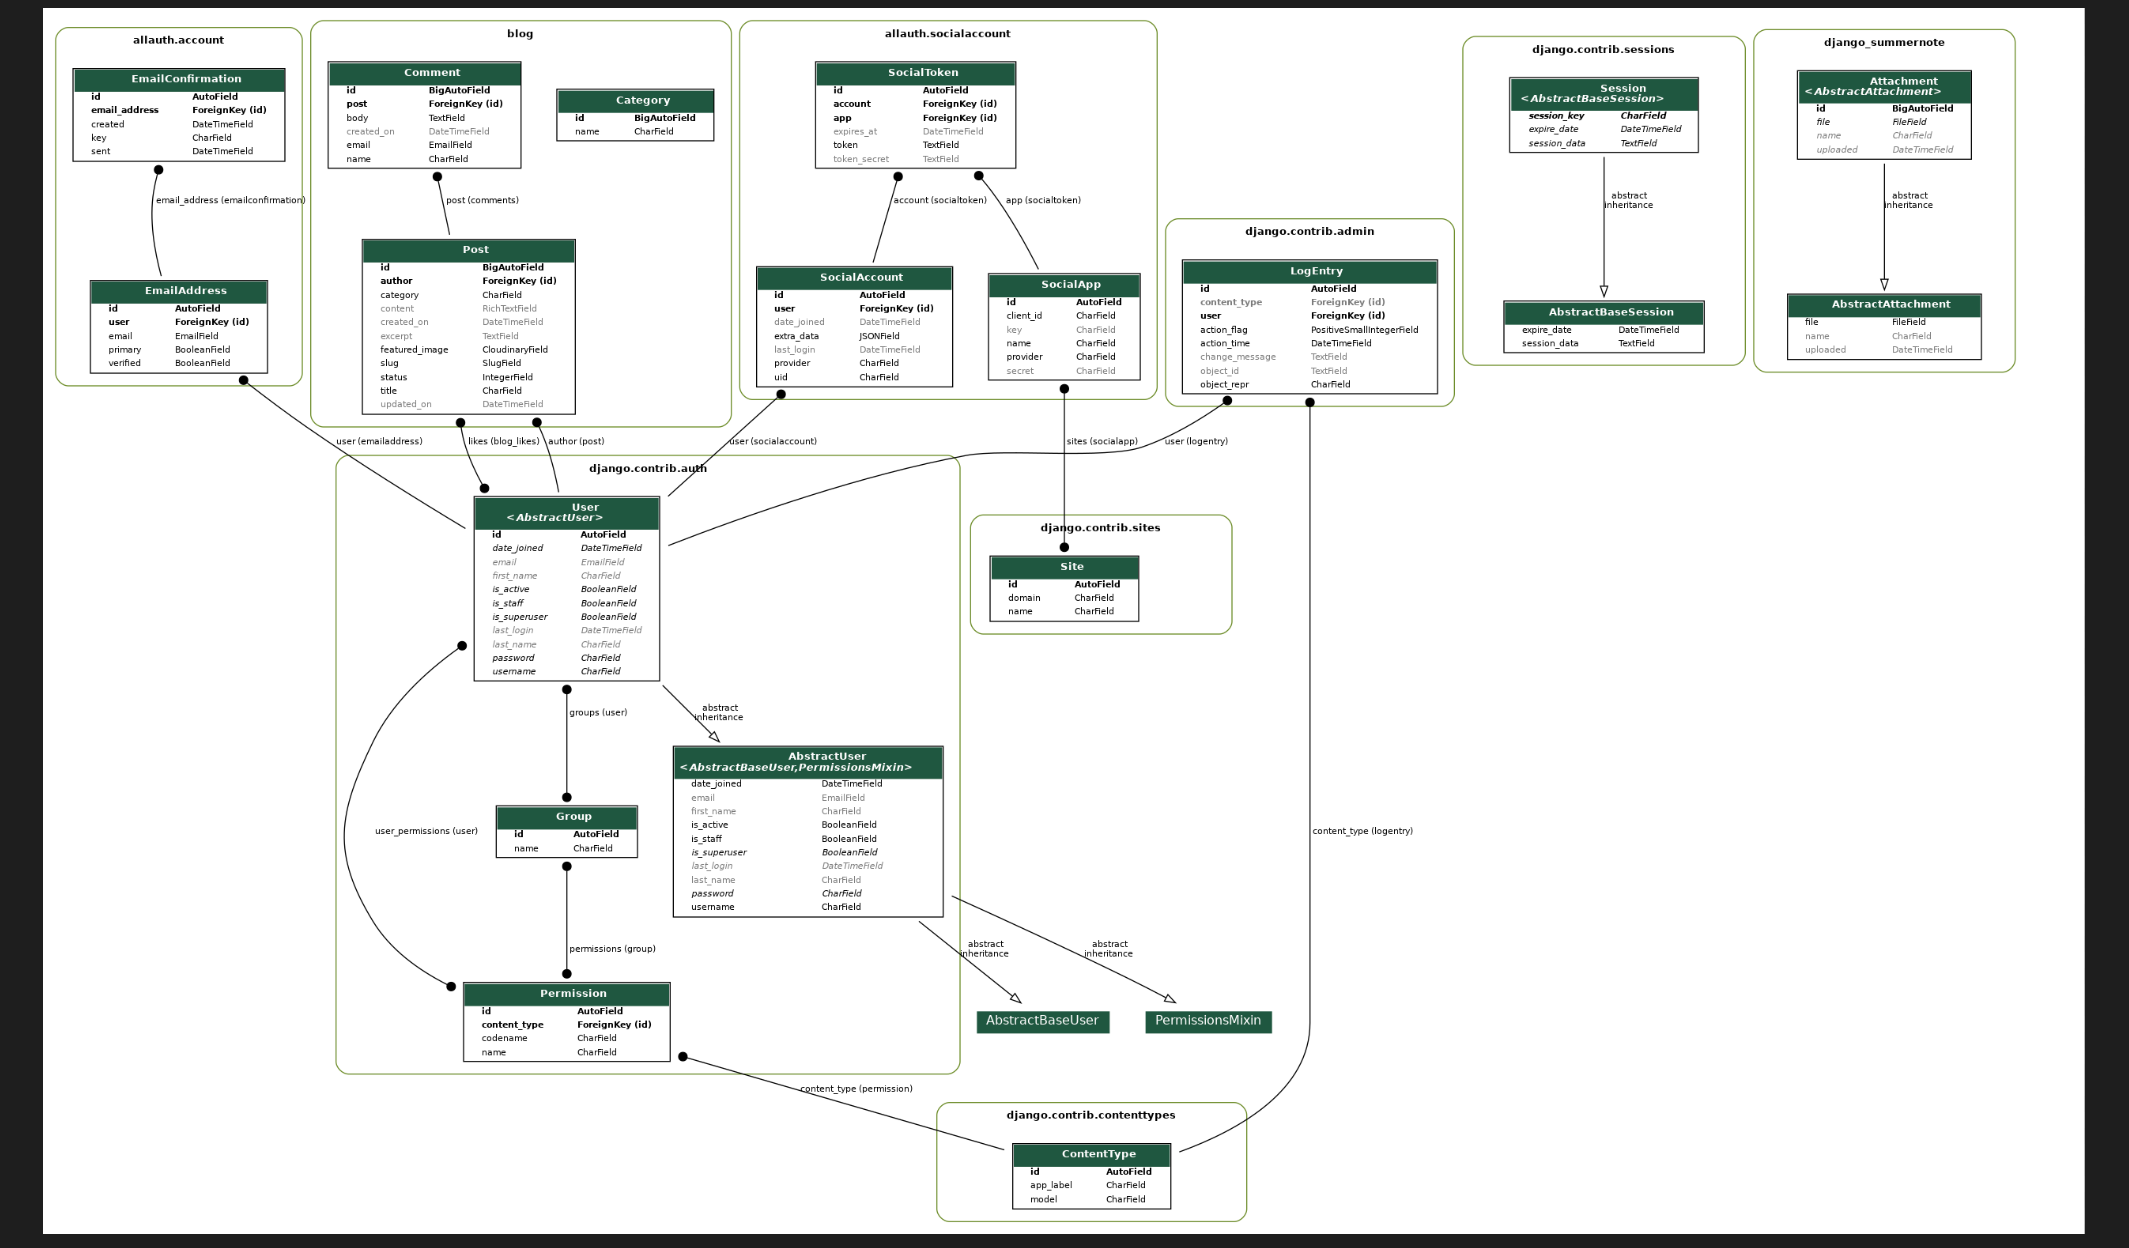 allauth.account
EmailConfirmation
id AutoField
email_address ForeignKey (id)
created DateTimeField
key CharField
sent DateTimeField
email_address (emailconfirmation)
EmailAddress
id AutoField
user ForeignKey (id)
email EmailField
primary BooleanField
verified BooleanField
blog
Comment
id BigAutoField
post ForeignKey (id)
body TextField
created_on DateTimeField
email EmailField
name CharField
Category
id BigAutoField
name CharField
post (comments)
Post
id BigAutoField
author ForeignKey (id)
category CharField
content RichTextField
created_on DateTimeField
excerpt TextField
featured_image CloudinaryField
slug SlugField
status IntegerField
title CharField
updated_on DateTimeField
allauth.socialaccount
SocialToken
id AutoField
account ForeignKey (id)
app ForeignKey (id)
expires_at DateTimeField
token TextField
token_secret TextField
account (socialtoken)
app (socialtoken)
SocialAccount
id AutoField
user ForeignKey (id)
date_joined DateTimeField
extra_data JSONField
last_login DateTimeField
provider CharField
uid CharField
SocialApp
id AutoField
client_id CharField
key CharField
name CharField
provider CharField
secret CharField
django.contrib.admin
LogEntry
id AutoField
content_type ForeignKey (id)
user ForeignKey (id)
action_flag PositiveSmallIntegerField
action_time DateTimeField
change_message TextField
object_id TextField
object_repr CharField
django.contrib.sessions
Session
<AbstractBaseSession>
session_key CharField
expire_date DateTimeField
session_data TextField
abstract
inheritance
AbstractBaseSession
expire_date DateTimeField
session_data TextField
django_summernote
Attachment
<AbstractAttachment>
id BigAutoField
file FileField
name CharField
uploaded DateTimeField
abstract
inheritance
AbstractAttachment
file FileField
name CharField
uploaded DateTimeField
user (emailaddress)
likes (blog_likes)
author (post)
user (socialaccount)
sites (socialapp)
user (logentry)
django.contrib.auth
User
<AbstractUser>
id AutoField
date_joined DateTimeField
email EmailField
first_name CharField
is_active BooleanField
is_staff BooleanField
is_superuser BooleanField
last_login DateTimeField
last_name CharField
password CharField
username CharField
django.contrib.sites
Site
id AutoField
domain CharField
name CharField
groups (user)
abstract
inheritance
AbstractUser
<AbstractBaseUser,PermissionsMixin>
date_joined DateTimeField
email EmailField
first_name CharField
is_active BooleanField
is_staff BooleanField
is_superuser BooleanField
last_login DateTimeField
last_name CharField
password CharField
username CharField
user_permissions (user)
Group
id AutoField
name CharField
content_type (logentry)
permissions (group)
abstract
inheritance
abstract
inheritance
Permission
id AutoField
content_type ForeignKey (id)
codename CharField
name CharField
AbstractBaseUser
PermissionsMixin
content_type (permission)
django.contrib.contenttypes
ContentType
id AutoField
app_label CharField
model CharField